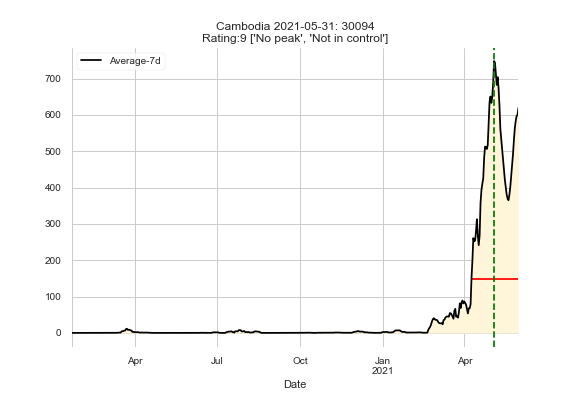 Cambodia 2021-05-31: 30094
Rating:9 ['No peak', 'Not in control']
Average-7d
700
600
500
400
300
200
100
0
Apr
Jul
Oct
Jan
2021
Apr
Date